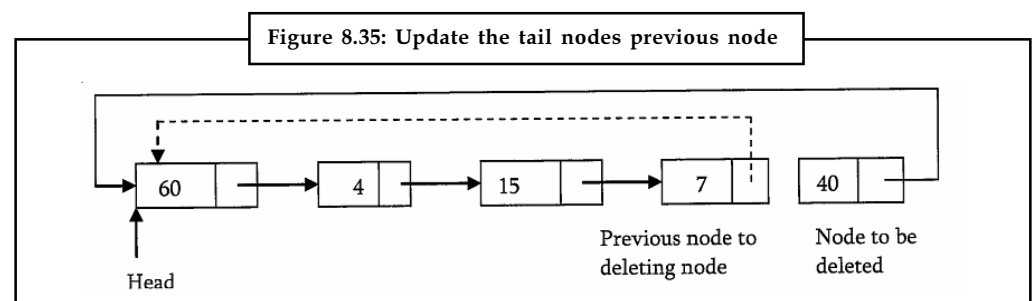 Figure 8.35: Update the tail nodes previous node
60 4 15 7 40
Previous node to
deleting node
Node to be
deleted
Head